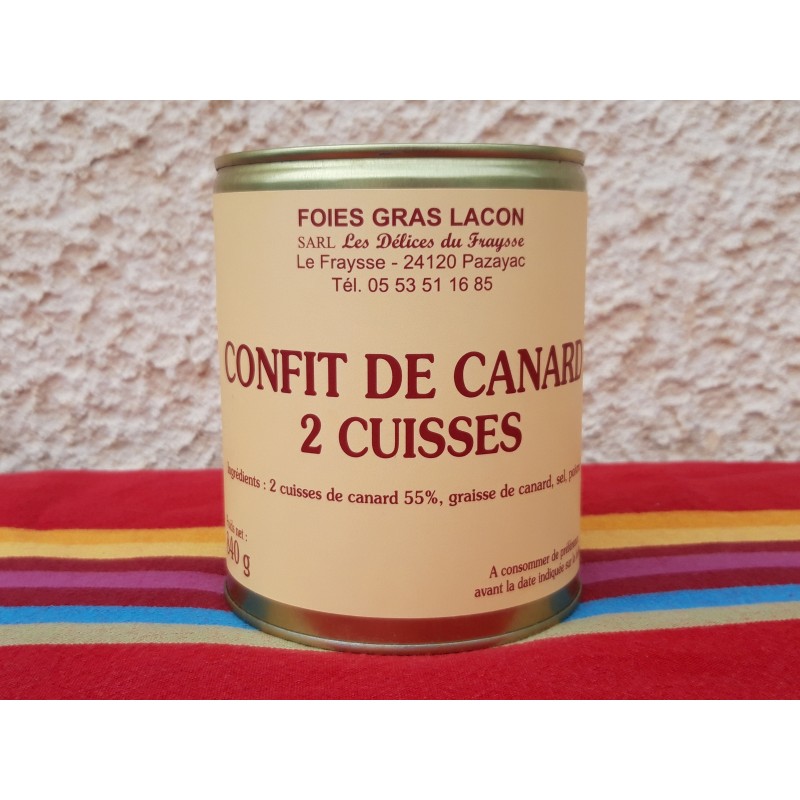 FOIES GRAS LACON
SARL Les Délices du Fraysse
Le Fraysse - 24120 Pazayac
Tél. 05 53 51 16 85
CONFIT DE CANARD
2 CUISSES
Ingrédients : 2 cuisses de canard 55%, graisse de canard, sel,
net :
g
A consommer de
avant la date indiquée sur